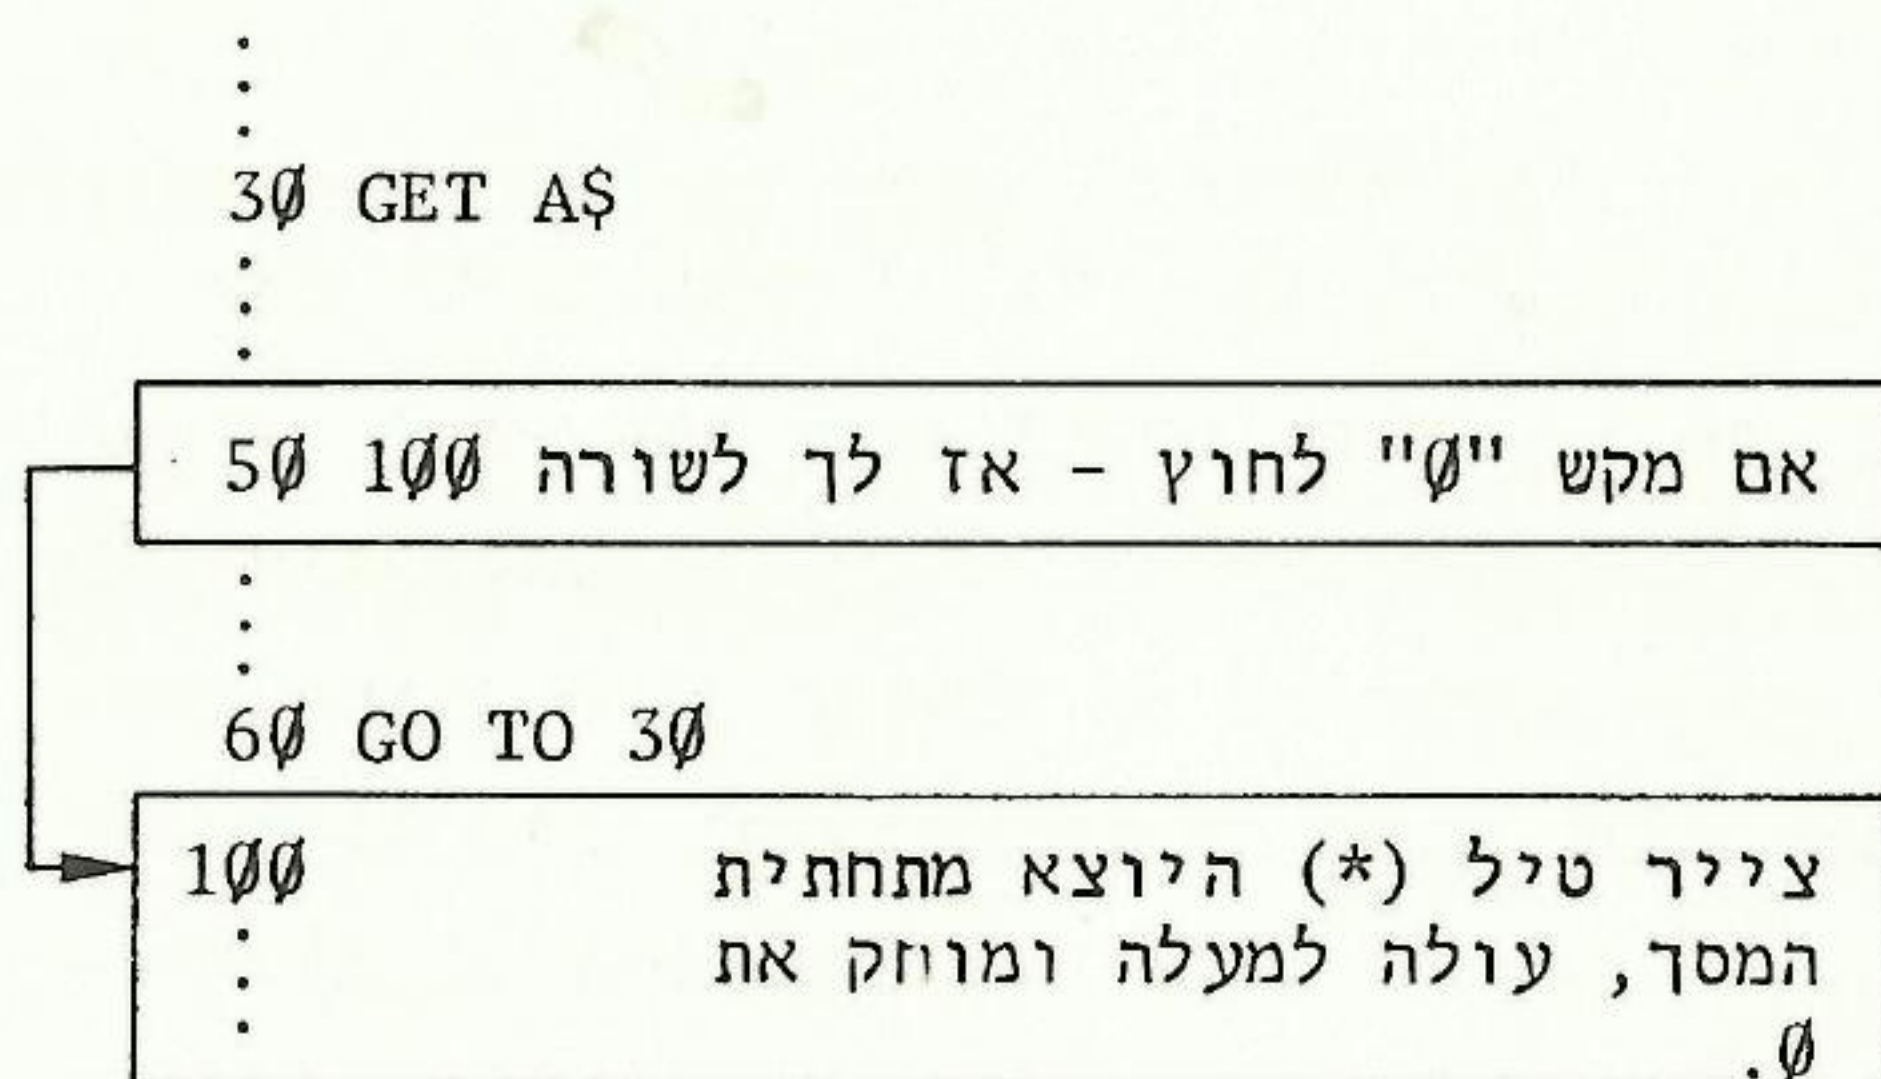 .
.
.
30 GET A$
.
.
.
50 אם מקש "0" לחוץ - אז לך לשורה 100
.
.
.
60 GO TO 30
100 צייר טיל (*) היוצא מתחתית
. המסך, עולה למעלה ומוחק את
.
. 0.